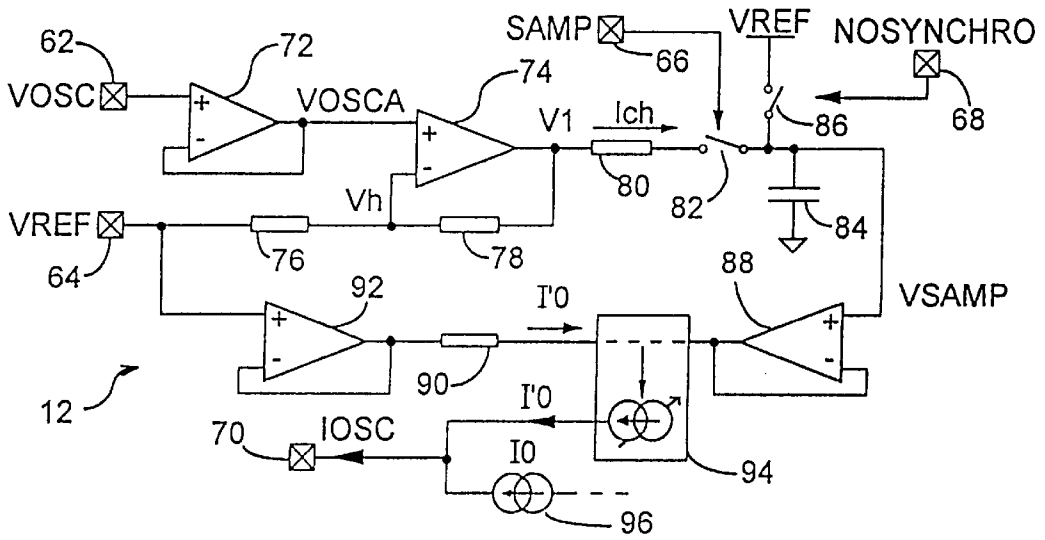 62
72
SAMP
VREF
NOSYNCHRO
66
74
VOSC
VOSCA
V1
Ich
86
68
80
82
84
Vh
VREF
64
76
78
92
I'0
88
VSAMP
90
12
I'0
70
IOSC
I0
94
96
+
-
+
-
+
-
+
-